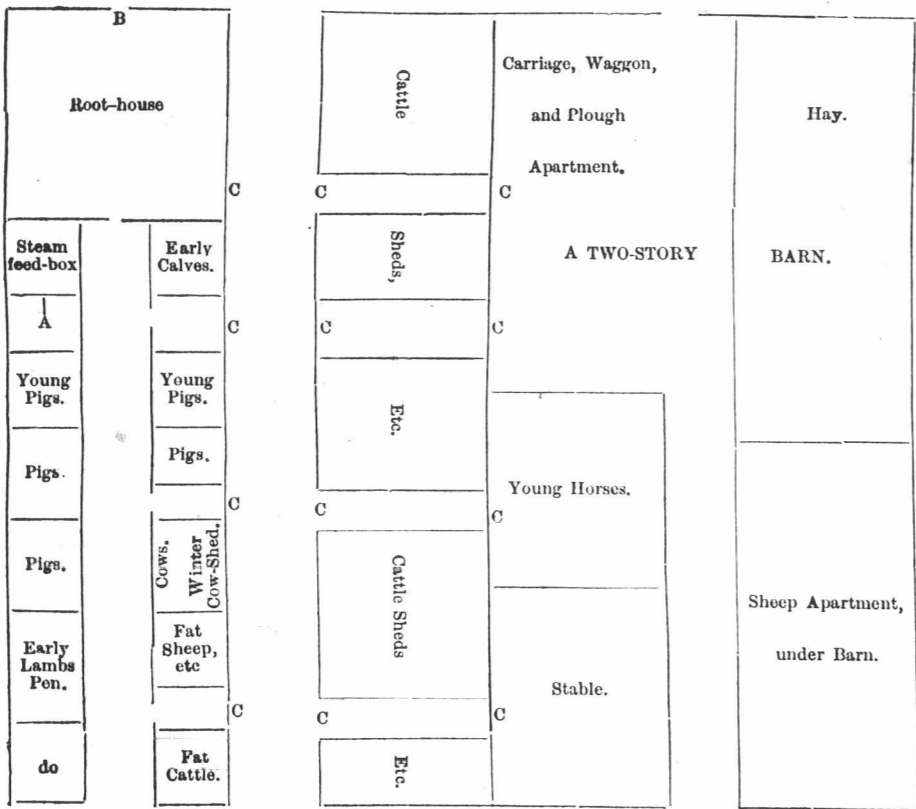 B
Root-house
C
Steam
feed-box
A
Early
Calves.
C
Young
Pigs.
Young
Pigs.
Pigs.
Pigs.
C
Pigs.
Cows.
Winter
Cow-Shed.
Early
Lambs
Pen.
Fat
Sheep,
etc
C
do
Fat
Cattle.
Cattle
C
C
Sheds,
C
C
Etc.
C
C
Cattle Sheds
C
C
Etc.
Carriage, Waggon,
and Plough
Apartment.
Hay.
A TWO-STORY BARN.
Young Horses.
Stable.
Sheep Apartment,
under Barn.